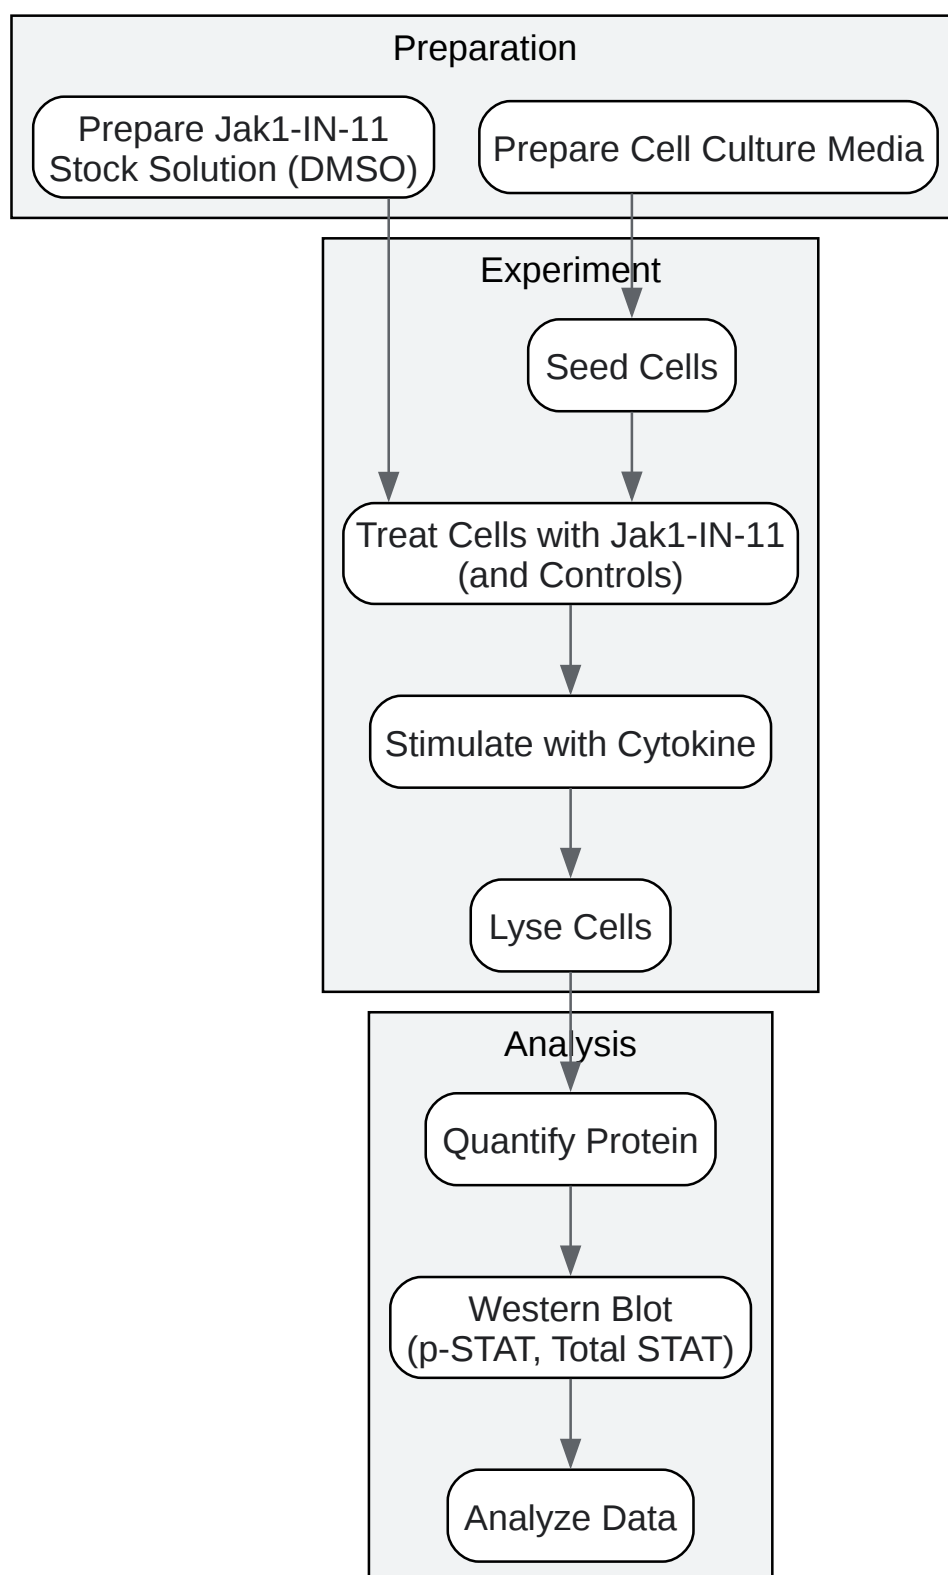 Preparation
Prepare Jak1-IN-11
Stock Solution (DMSO)
Prepare Cell Culture Media
Experiment
Seed Cells
Treat Cells with Jak1-IN-11
(and Controls)
Stimulate with Cytokine
Lyse Cells
Analysis
Quantify Protein
Western Blot
(p-STAT, Total STAT)
Analyze Data